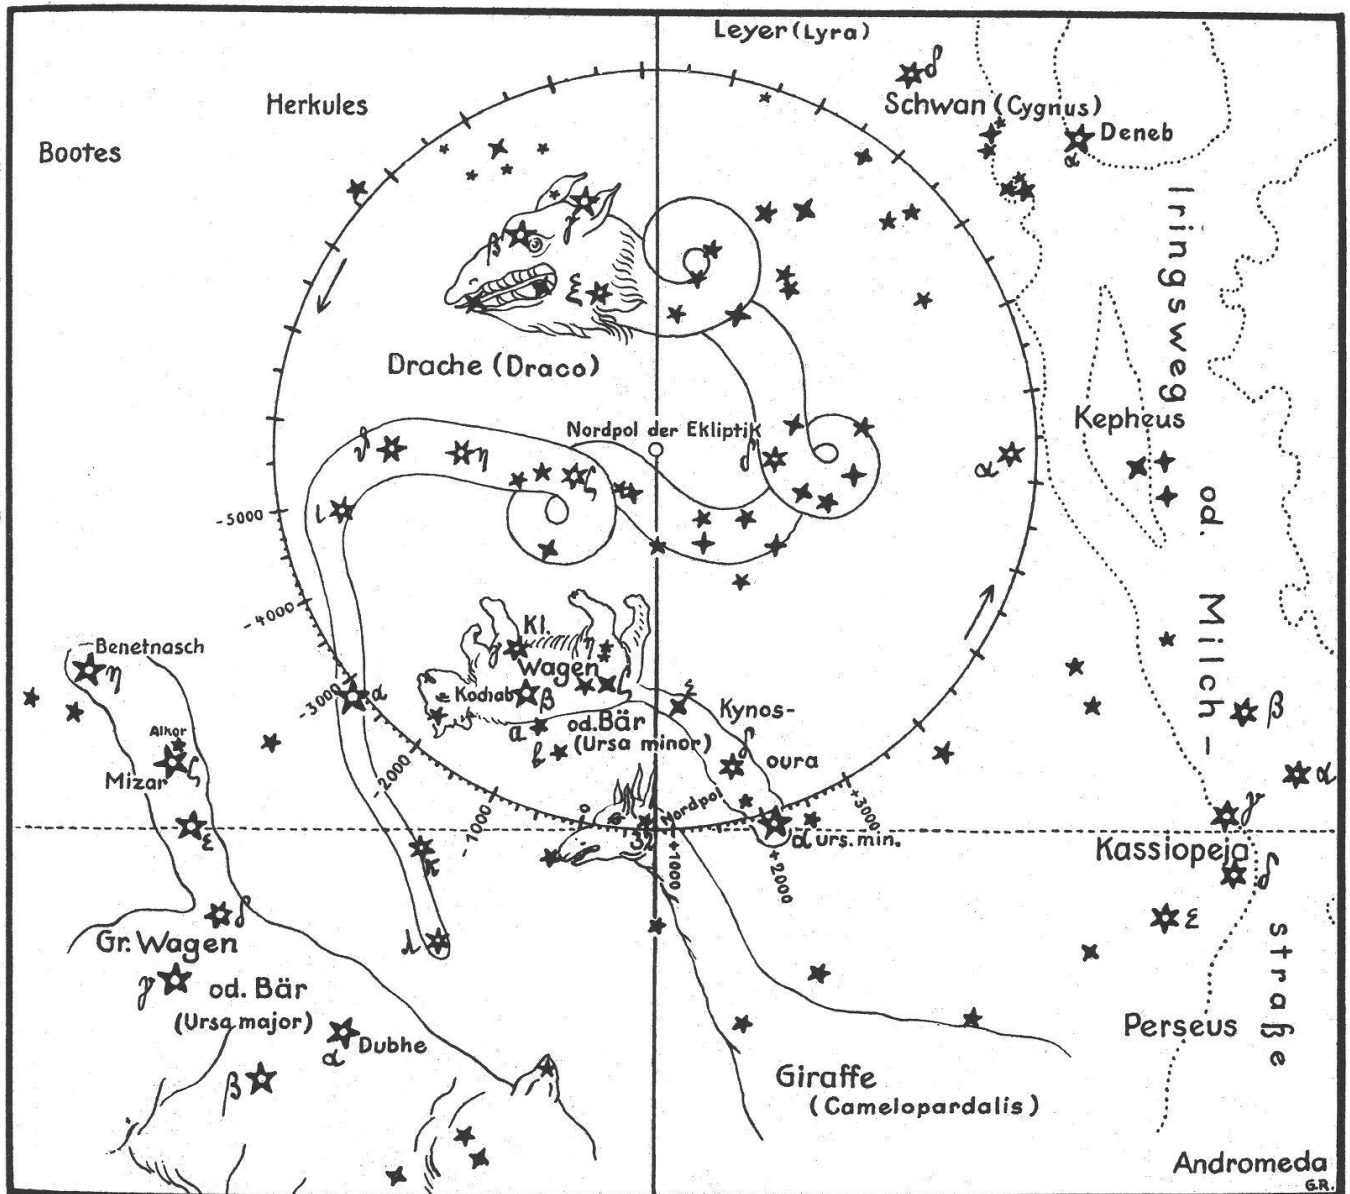 Leyer (Lyra)
δ
Schwan (Cygnus)
Deneb
α
Herkules
Bootes
β
γ
ξ
Drache (Draco)
Iringsweg od. Milch-
straße
Kepheus
α
Nordpol der Ekliptik
δ
η
ζ
ι
-5000
-4000
-3000
-2000
-1000
0
+1000
+2000
+3000
α
κ
λ
Benetnasch
η
Alkor
Mizar
ζ
ε
δ
Gr. Wagen
γ
od. Bär
(Ursa major)
α
Dubhe
β
Kl.
Wagen
γ
η
Kochab
β
od. Bär
(Ursa minor)
a
b
ε
Kynos-
oura
δ
Nordpol
32
α urs. min.
β
α
γ
Kassiopeja
δ
ε
Perseus
Giraffe
(Camelopardalis)
Andromeda
G.R.